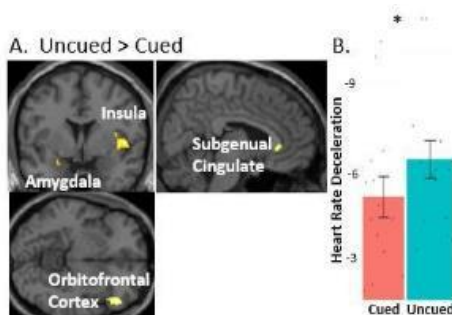 A. Uncued > Cued
Insula
Amygdala
Subgenual
Cingulate
Orbitofrontal
Cortex
B.
*
Heart Rate Deceleration
-9
-6
-3
Cued Uncued